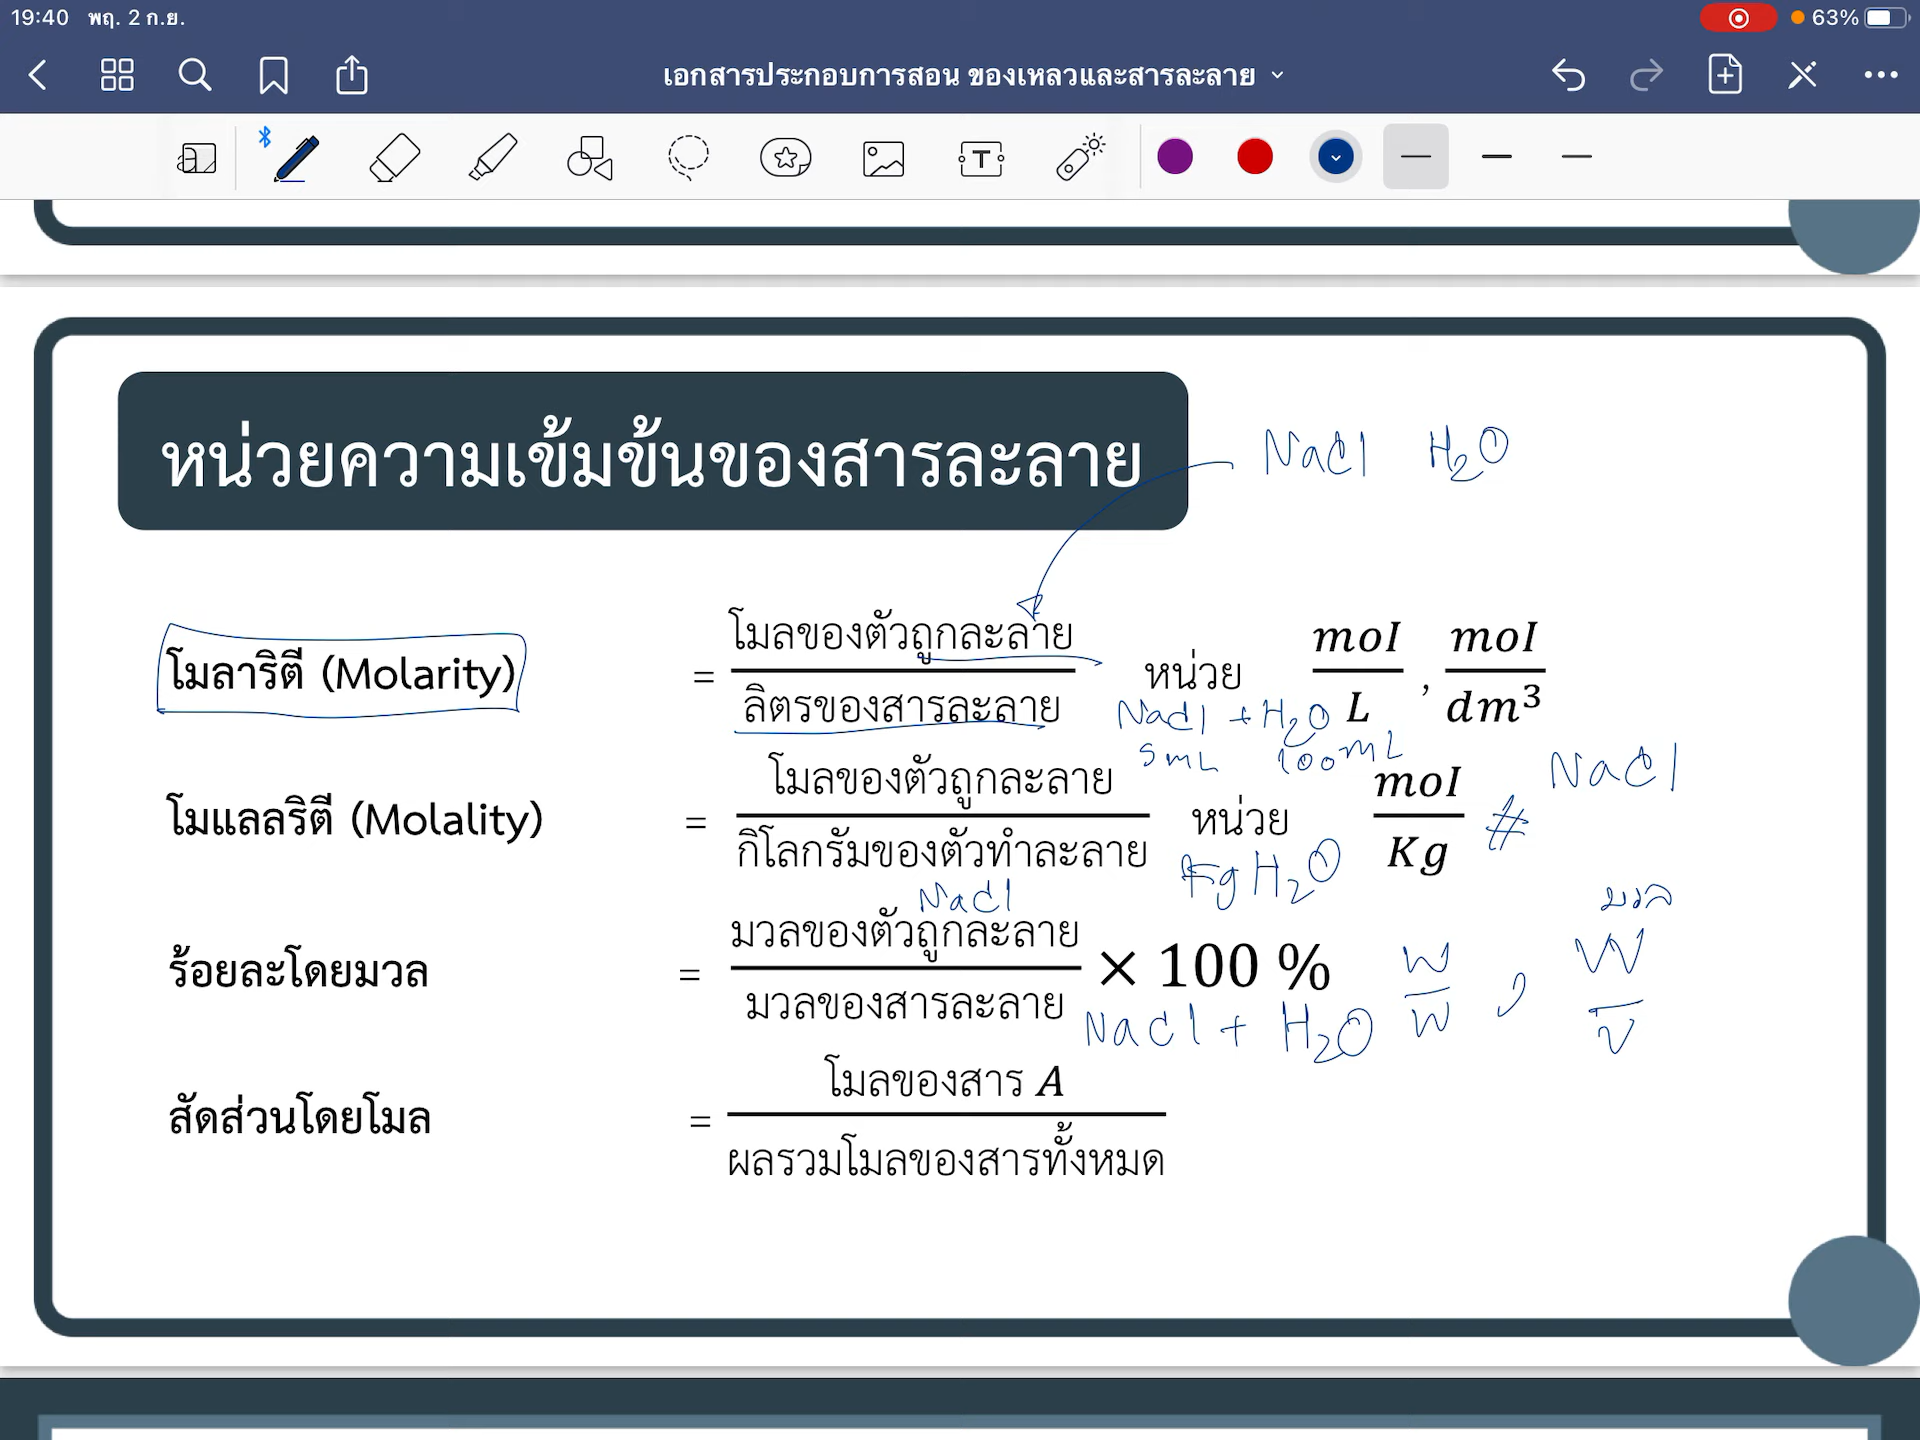 19:40 พฤ. 2 ก.ย. 63%
เอกสารประกอบการสอน ของเหลวและสารละลาย
หน่วยความเข้มข้นของสารละลาย
NaCl H₂O
โมลาริตี (Molarity) = โมลของตัวถูกละลาย / ลิตรของสารละลาย หน่วย mol/L , mol/dm³
NaCl + H₂O
5 mL 100 mL
โมแลลริตี (Molality) = โมลของตัวถูกละลาย / กิโลกรัมของตัวทำละลาย หน่วย mol/Kg # NaCl
Kg H₂O
NaCl
มวล
ร้อยละโดยมวล = มวลของตัวถูกละลาย / มวลของสารละลาย × 100 % W/W , W/V
NaCl + H₂O
สัดส่วนโดยโมล = โมลของสาร A / ผลรวมโมลของสารทั้งหมด